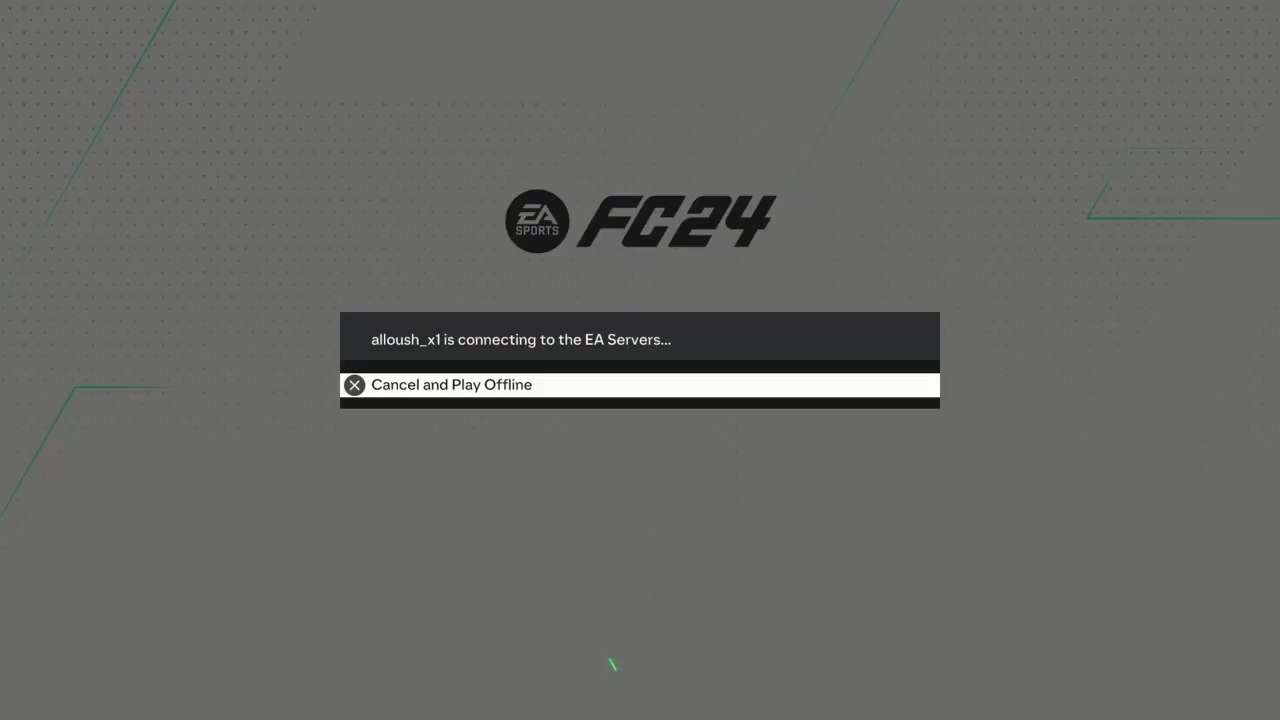 EA
SPORTS
FC24
alloush_x1 is connecting to the EA Servers...
Cancel and Play Offline